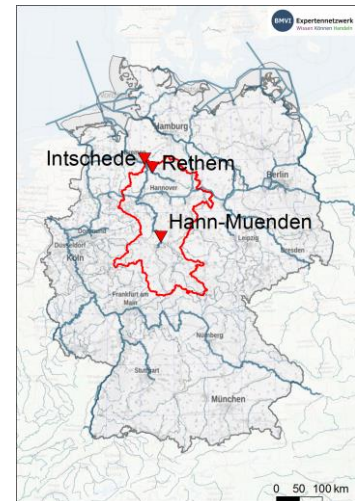 BMVI Expertennetzwerk
Wissen Können Handeln
Hamburg
Intschede
Rethem
Berlin
Hannover
Hann-Muenden
Dortmund
Leipzig
Düsseldorf
Dresden
Köln
Frankfurt am
Main
Nürnberg
Stuttgart
München
0 50 100 km